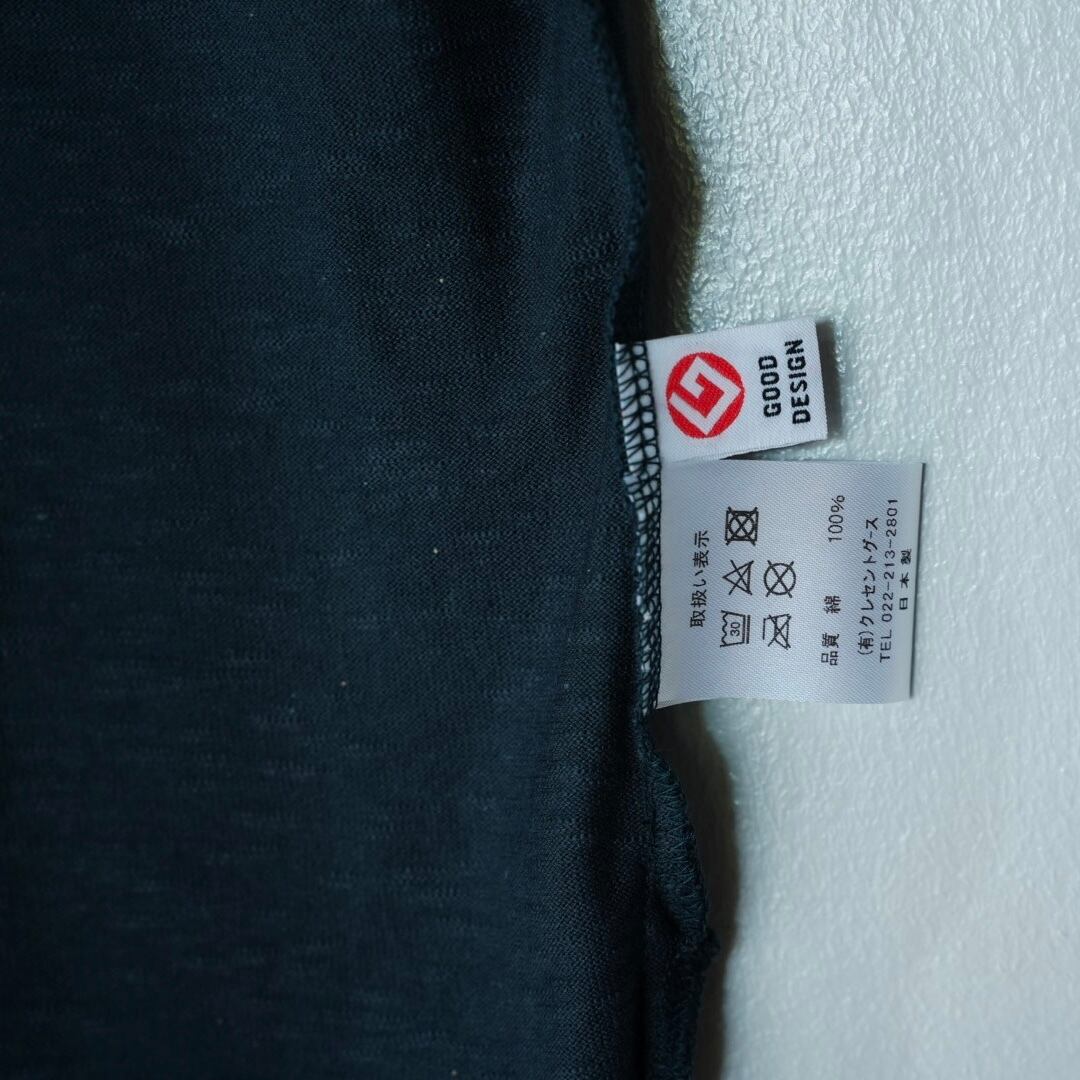 GOOD
DESIGN
取扱い表示
30
品質 綿 100%
(有)クレセントグース
TEL 022-213-2801
日本製